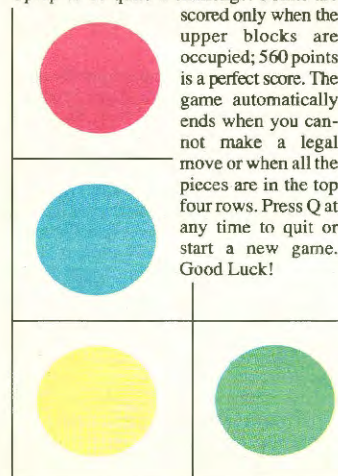 scored only when the
upper blocks are
occupied; 560 points
is a perfect score. The
game automatically
ends when you can-
not make a legal
move or when all the
pieces are in the top
four rows. Press Q at
any time to quit or
start a new game.
Good Luck!